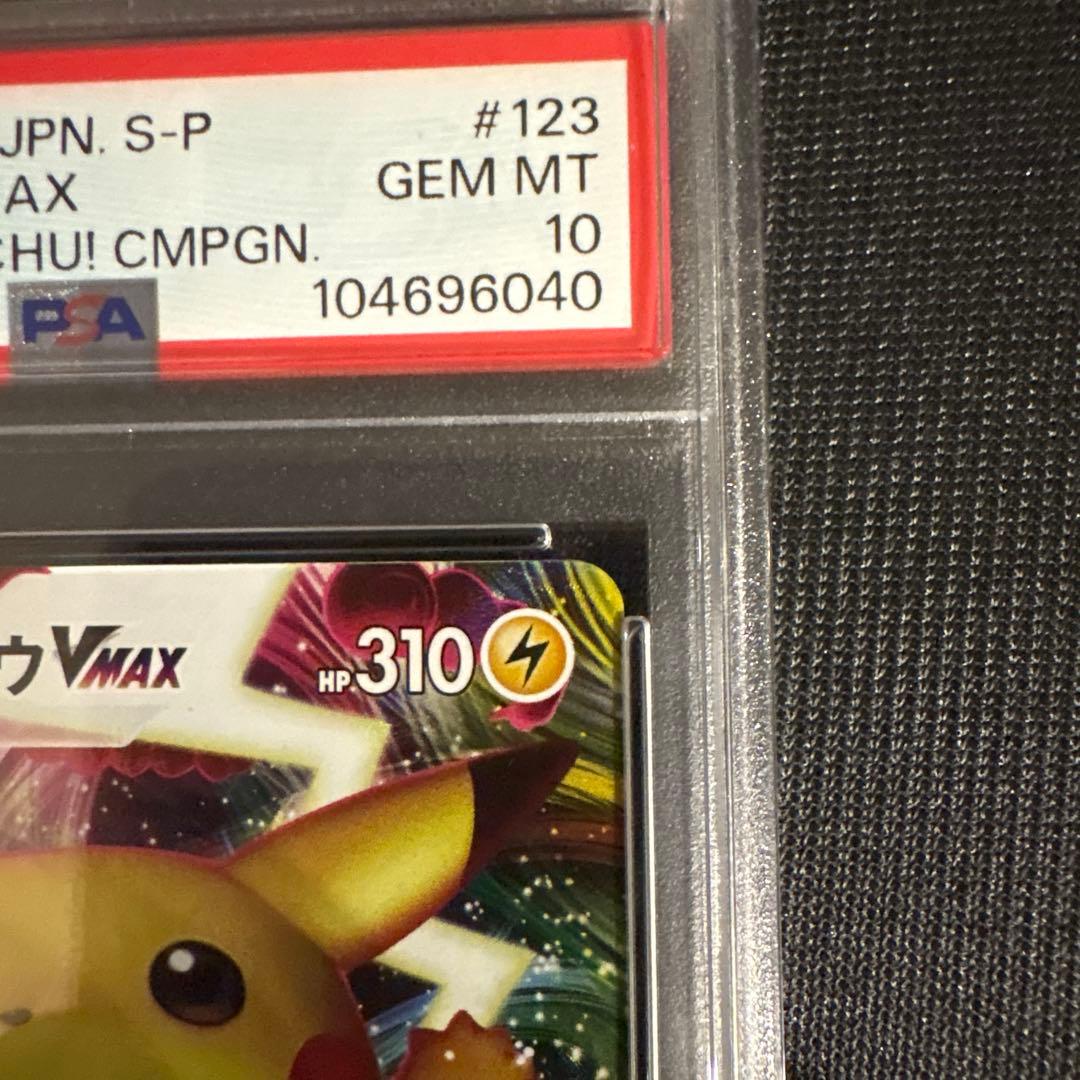 JPN. S-P #123
AX GEM MT
CHU! CMPGN. 10
PSA 104696040
ウVMAX HP310